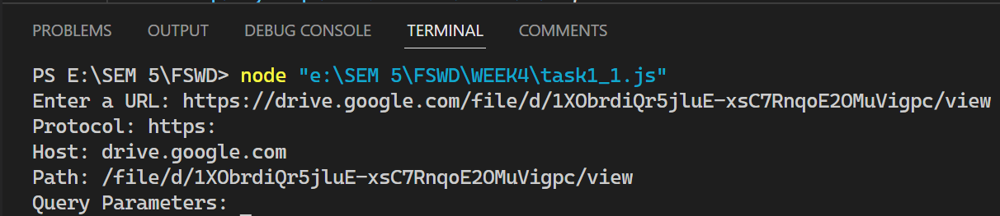 PROBLEMS OUTPUT DEBUG CONSOLE TERMINAL COMMENTS
PS E:\SEM 5\FSWD> node "e:\SEM 5\FSWD\WEEK4\task1_1.js"
Enter a URL: https://drive.google.com/file/d/1XObrdiQr5jluE-xsC7RnqoE2OMuVigpc/view
Protocol: https:
Host: drive.google.com
Path: /file/d/1XObrdiQr5jluE-xsC7RnqoE2OMuVigpc/view
Query Parameters: